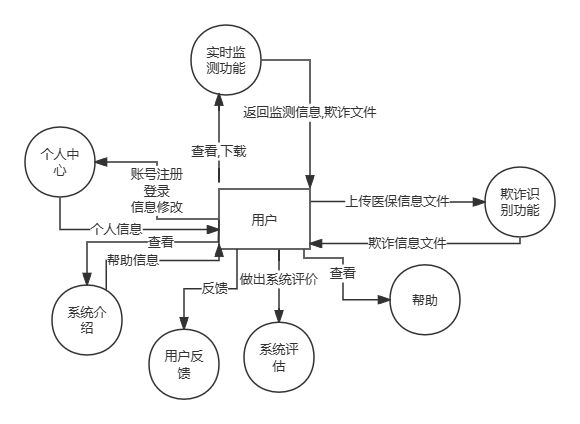 实时监
测功能
返回监测信息,欺诈文件
查看,下载
个人中
心
账号注册
登录
信息修改
上传医保信息文件
欺诈识
别功能
用户
个人信息
查看
欺诈信息文件
帮助信息
反馈
做出系统评价
查看
系统介
绍
帮助
用户反
馈
系统评
估